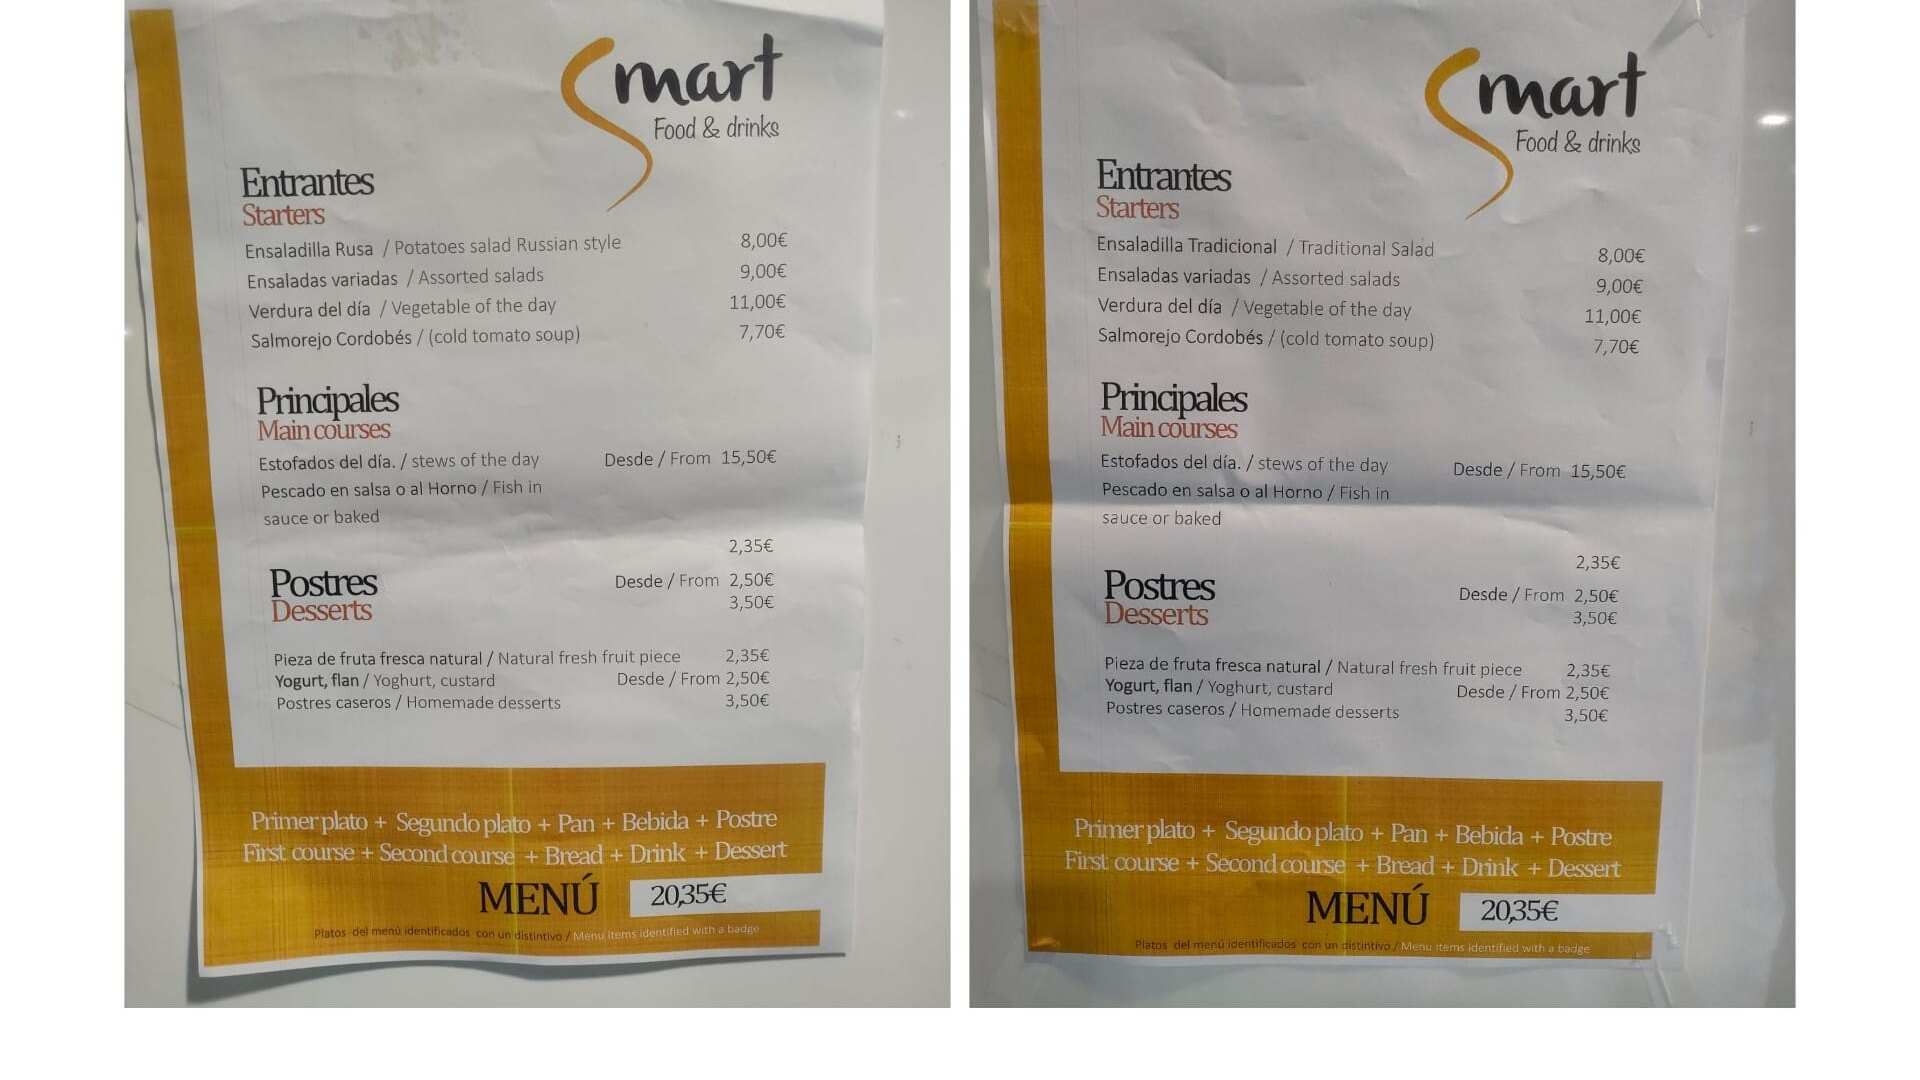 Smart
Food & drinks
Entrantes
Starters
Ensaladilla Rusa / Potatoes salad Russian style 8,00€
Ensaladas variadas / Assorted salads 9,00€
Verdura del día / Vegetable of the day 11,00€
Salmorejo Cordobés / (cold tomato soup) 7,70€
Principales
Main courses
Estofados del día. / stews of the day Desde / From 15,50€
Pescado en salsa o al Horno / Fish in
sauce or baked
2,35€
Postres Desde / From 2,50€
Desserts 3,50€
Pieza de fruta fresca natural / Natural fresh fruit piece 2,35€
Yogurt, flan / Yoghurt, custard Desde / From 2,50€
Postres caseros / Homemade desserts 3,50€
Primer plato + Segundo plato + Pan + Bebida + Postre
First course + Second course + Bread + Drink + Dessert
MENÚ 20,35€
Platos del menú identificados con un distintivo / Menu items identified with a badge
Smart
Food & drinks
Entrantes
Starters
Ensaladilla Tradicional / Traditional Salad 8,00€
Ensaladas variadas / Assorted salads 9,00€
Verdura del día / Vegetable of the day 11,00€
Salmorejo Cordobés / (cold tomato soup) 7,70€
Principales
Main courses
Estofados del día. / stews of the day Desde / From 15,50€
Pescado en salsa o al Horno / Fish in
sauce or baked
2,35€
Postres Desde / From 2,50€
Desserts 3,50€
Pieza de fruta fresca natural / Natural fresh fruit piece 2,35€
Yogurt, flan / Yoghurt, custard Desde / From 2,50€
Postres caseros / Homemade desserts 3,50€
Primer plato + Segundo plato + Pan + Bebida + Postre
First course + Second course + Bread + Drink + Dessert
MENÚ 20,35€
Platos del menú identificados con un distintivo / Menu items identified with a badge